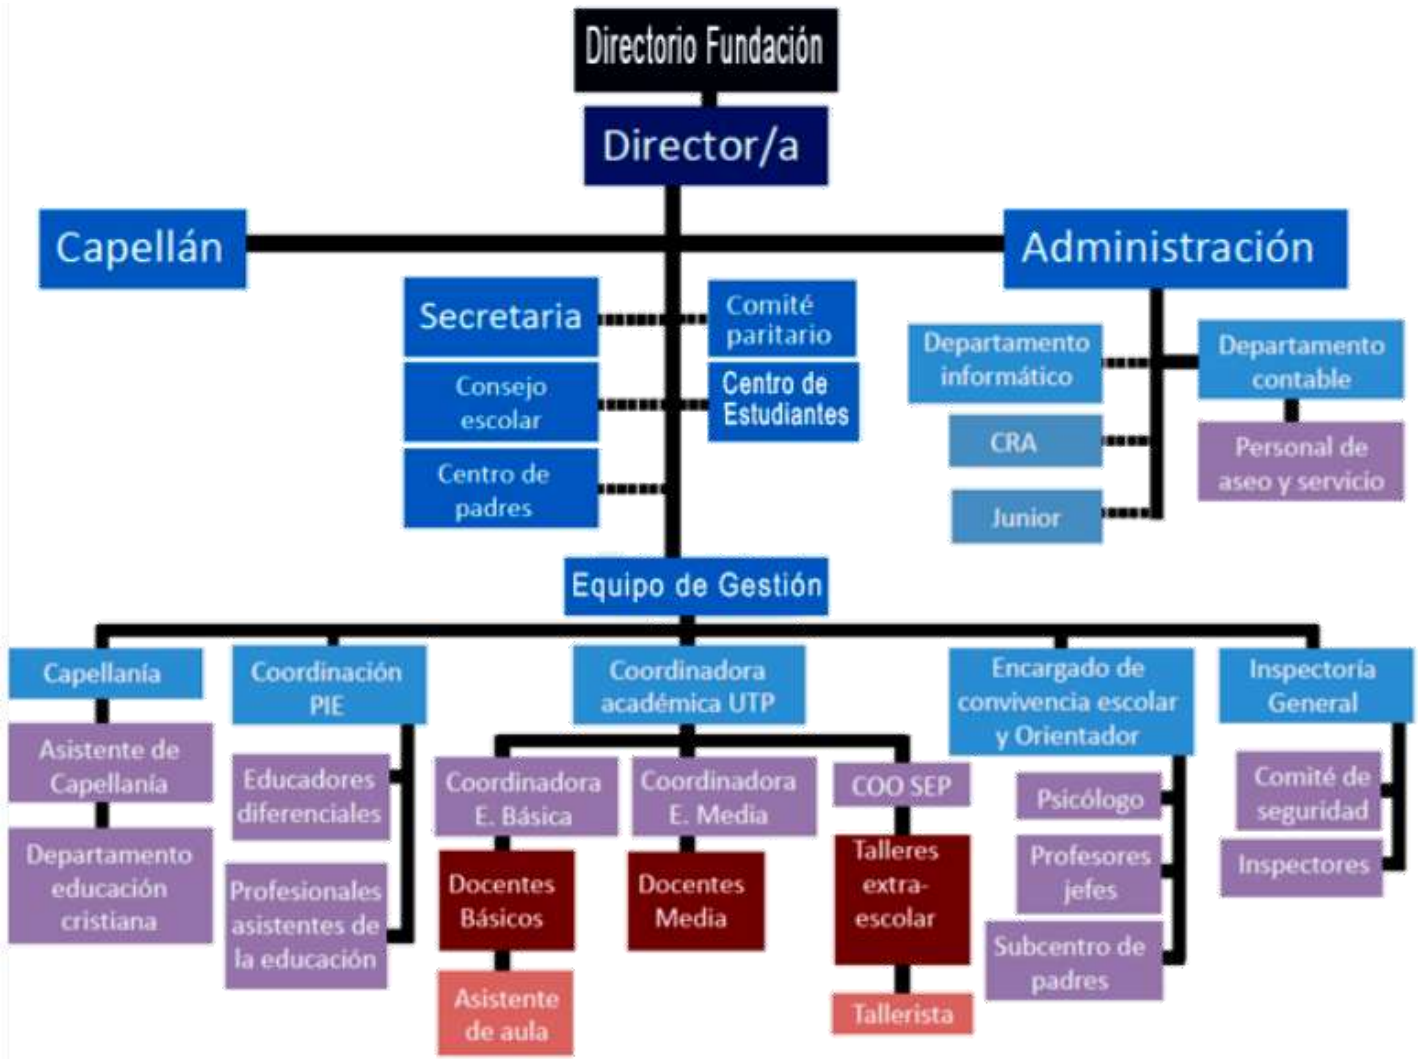 Directorio Fundación
Director/a
Capellán
Administración
Secretaria
Comité
paritario
Consejo
escolar
Centro de
Estudiantes
Centro de
padres
Departamento
informático
Departamento
contable
CRA
Personal de
aseo y servicio
Junior
Equipo de Gestión
Capellanía
Asistente de
Capellanía
Departamento
educación
cristiana
Coordinación
PIE
Educadores
diferenciales
Profesionales
asistentes de
la educación
Coordinadora
académica UTP
Coordinadora
E. Básica
Docentes
Básicos
Asistente
de aula
Coordinadora
E. Media
Docentes
Media
COO SEP
Talleres
extra-
escolar
Tallerista
Encargado de
convivencia escolar
y Orientador
Psicólogo
Profesores
jefes
Subcentro de
padres
Inspectoría
General
Comité de
seguridad
Inspectores